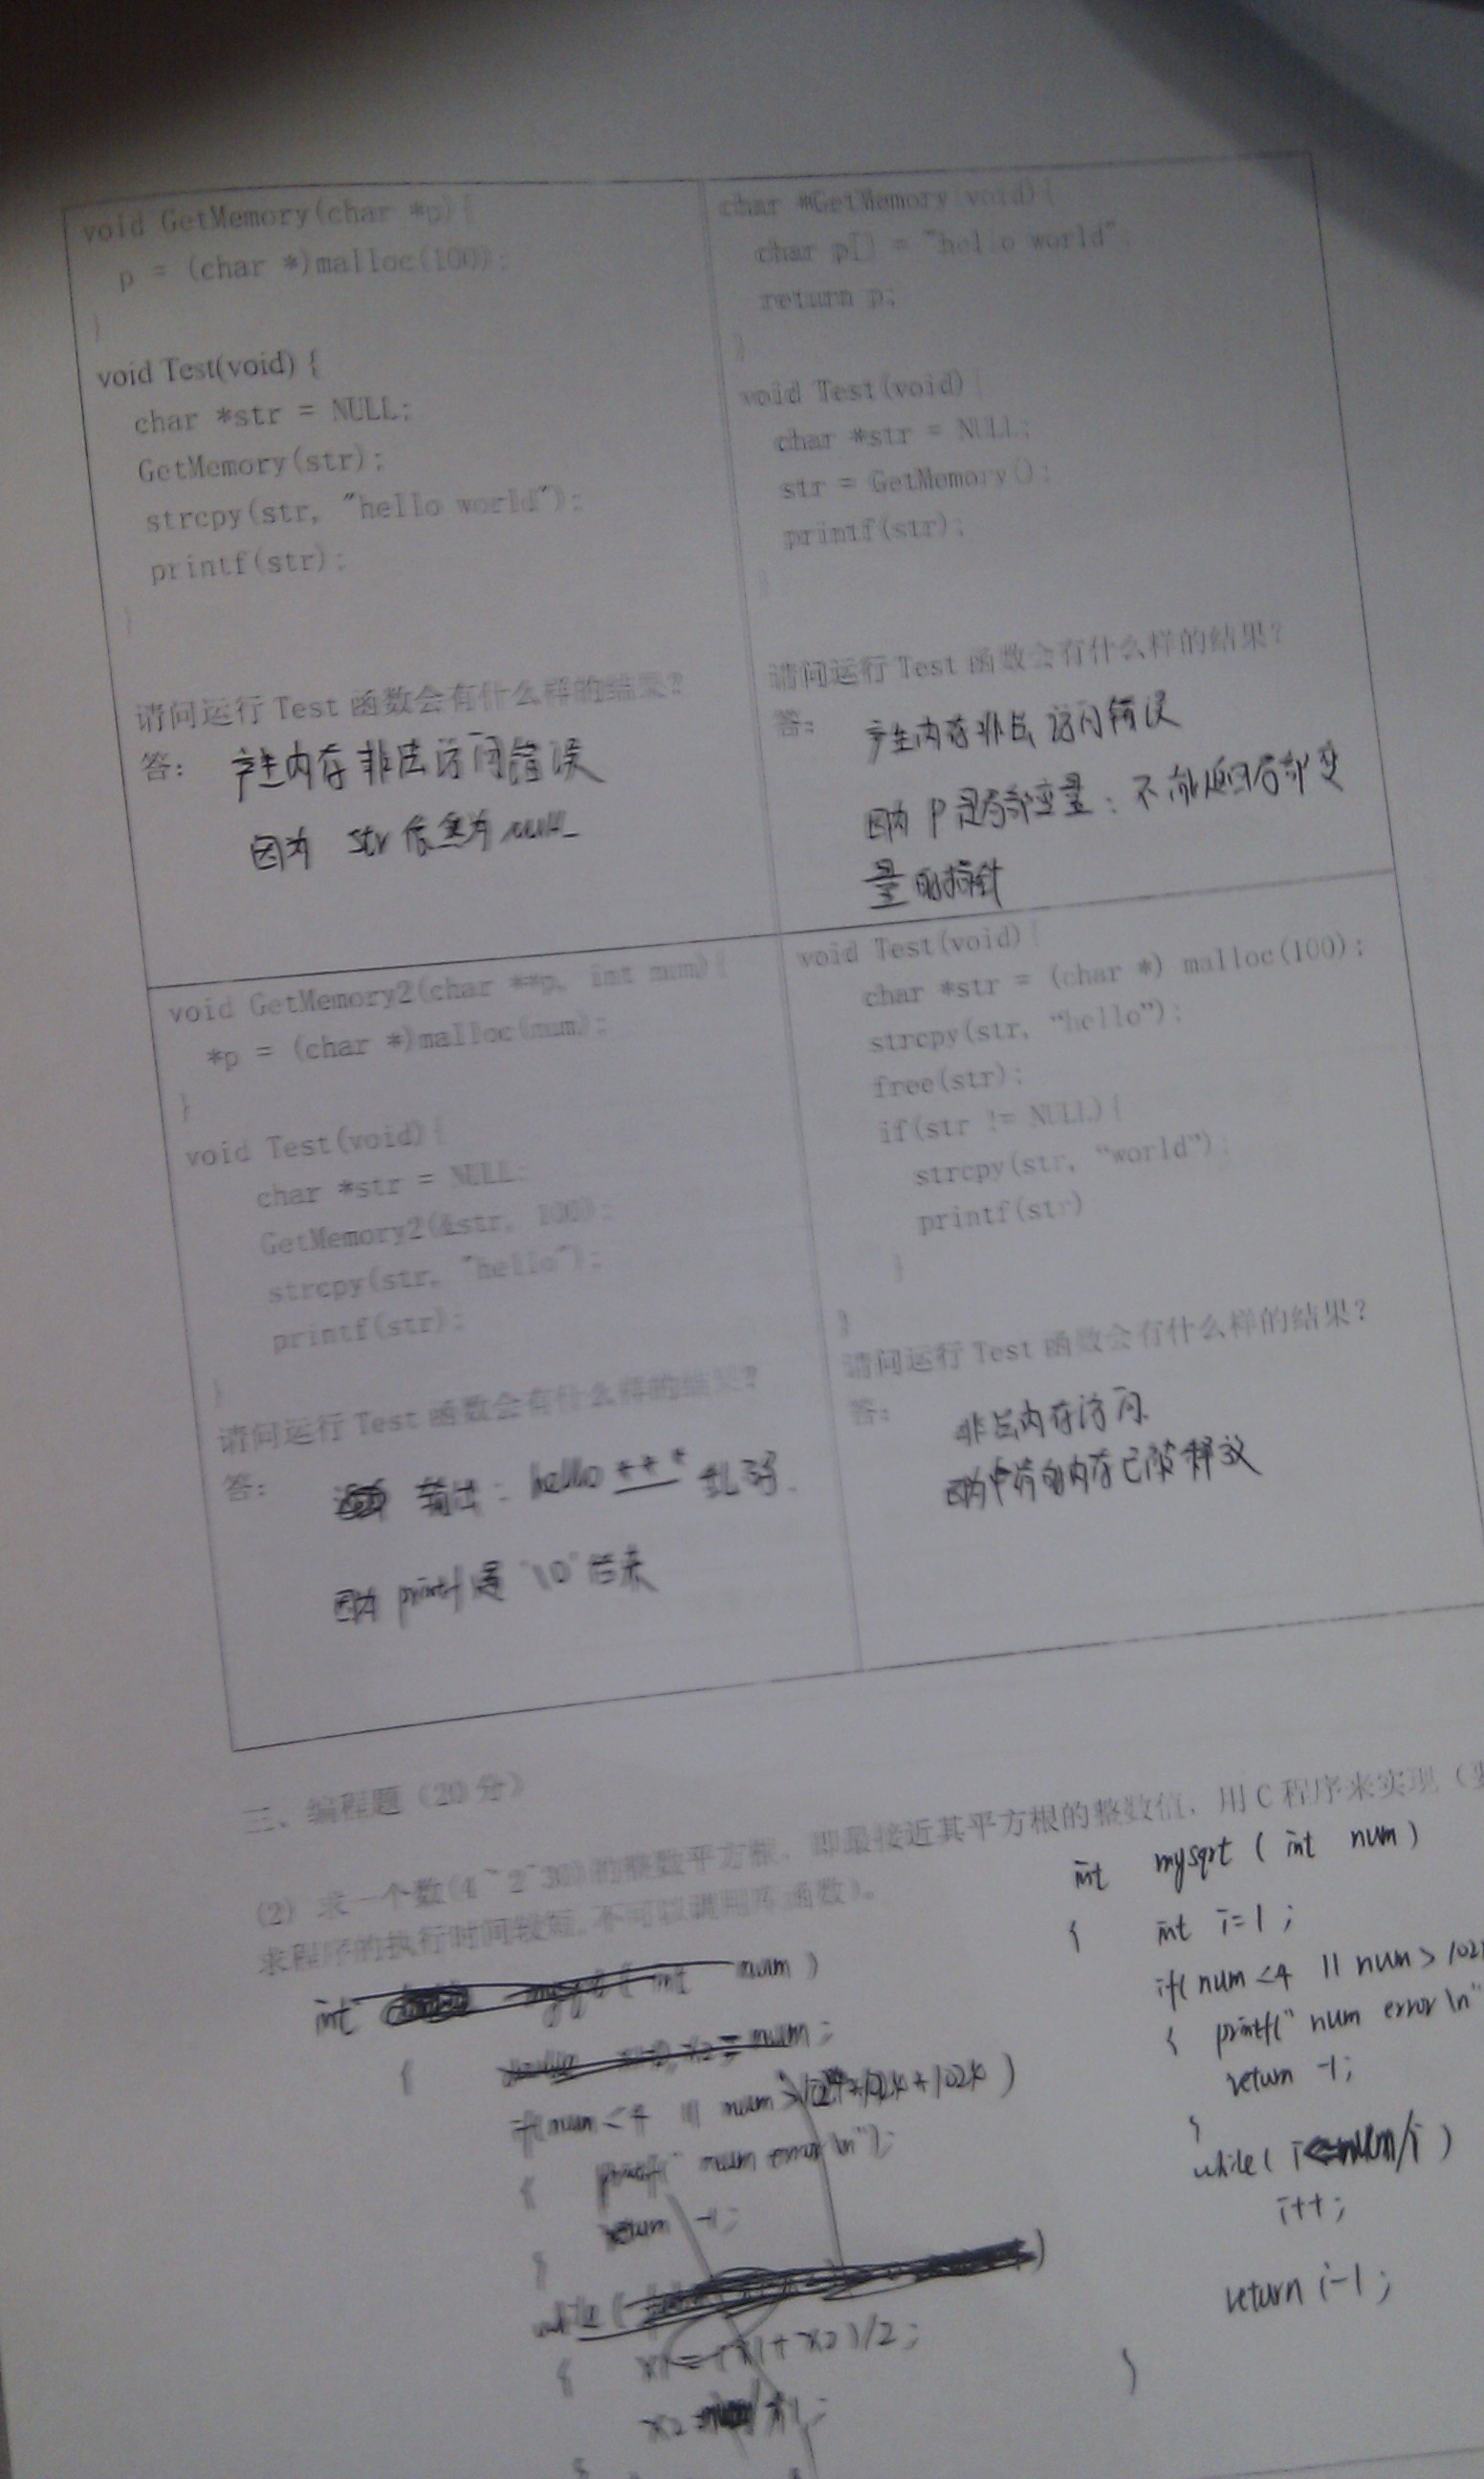 void GetMemory(char *p){
p = (char *)malloc(100);
}
void Test(void) {
char *str = NULL;
GetMemory(str);
strcpy(str, "hello world");
printf(str);
}
请问运行 Test 函数会有什么样的结果?
答: 产生内存非法访问错误
因为 str 依然为 NULL
char *GetMemory(void){
char p[] = "hello world";
return p;
}
void Test(void){
char *str = NULL;
str = GetMemory();
printf(str);
}
请问运行 Test 函数会有什么样的结果?
答: 产生内存非法访问错误
因为 p 是局部变量; 不能返回局部变
量的指针
void GetMemory2(char **p, int num){
*p = (char *)malloc(num);
}
void Test(void){
char *str = NULL;
GetMemory2(&str, 100);
strcpy(str, "hello");
printf(str);
}
请问运行 Test 函数会有什么样的结果?
答: 输出: hello *** 乱码.
因为 printf 是 "\0" 结束
void Test(void){
char *str = (char *) malloc(100);
strcpy(str, “hello”);
free(str);
if(str != NULL){
strcpy(str, “world”);
printf(str)
}
}
请问运行 Test 函数会有什么样的结果?
答: 非法内存访问.
内存已被释放
三、编程题 (20 分)
(2) 求一个数(4~2^30)的整数平方根, 即最接近其平方根的整数值, 用 C 程序来实现 (要
求程序的执行时间较短, 不可以调用库函数)。
int mysqrt ( int num )
{
x2 = num;
if(num < 4 || num > 1024*1024*1024)
{ printf(" num error \n");
return -1;
}
while (
)
{ x1 = (x1 + x2)/2;
x2 = num/x1;
}
int mysqrt ( int num )
{ int i=1 ;
if( num <4 || num > 102
{ printf(" num error \n"
return -1;
}
while( i<=num/i )
i++;
return i-1 ;
}